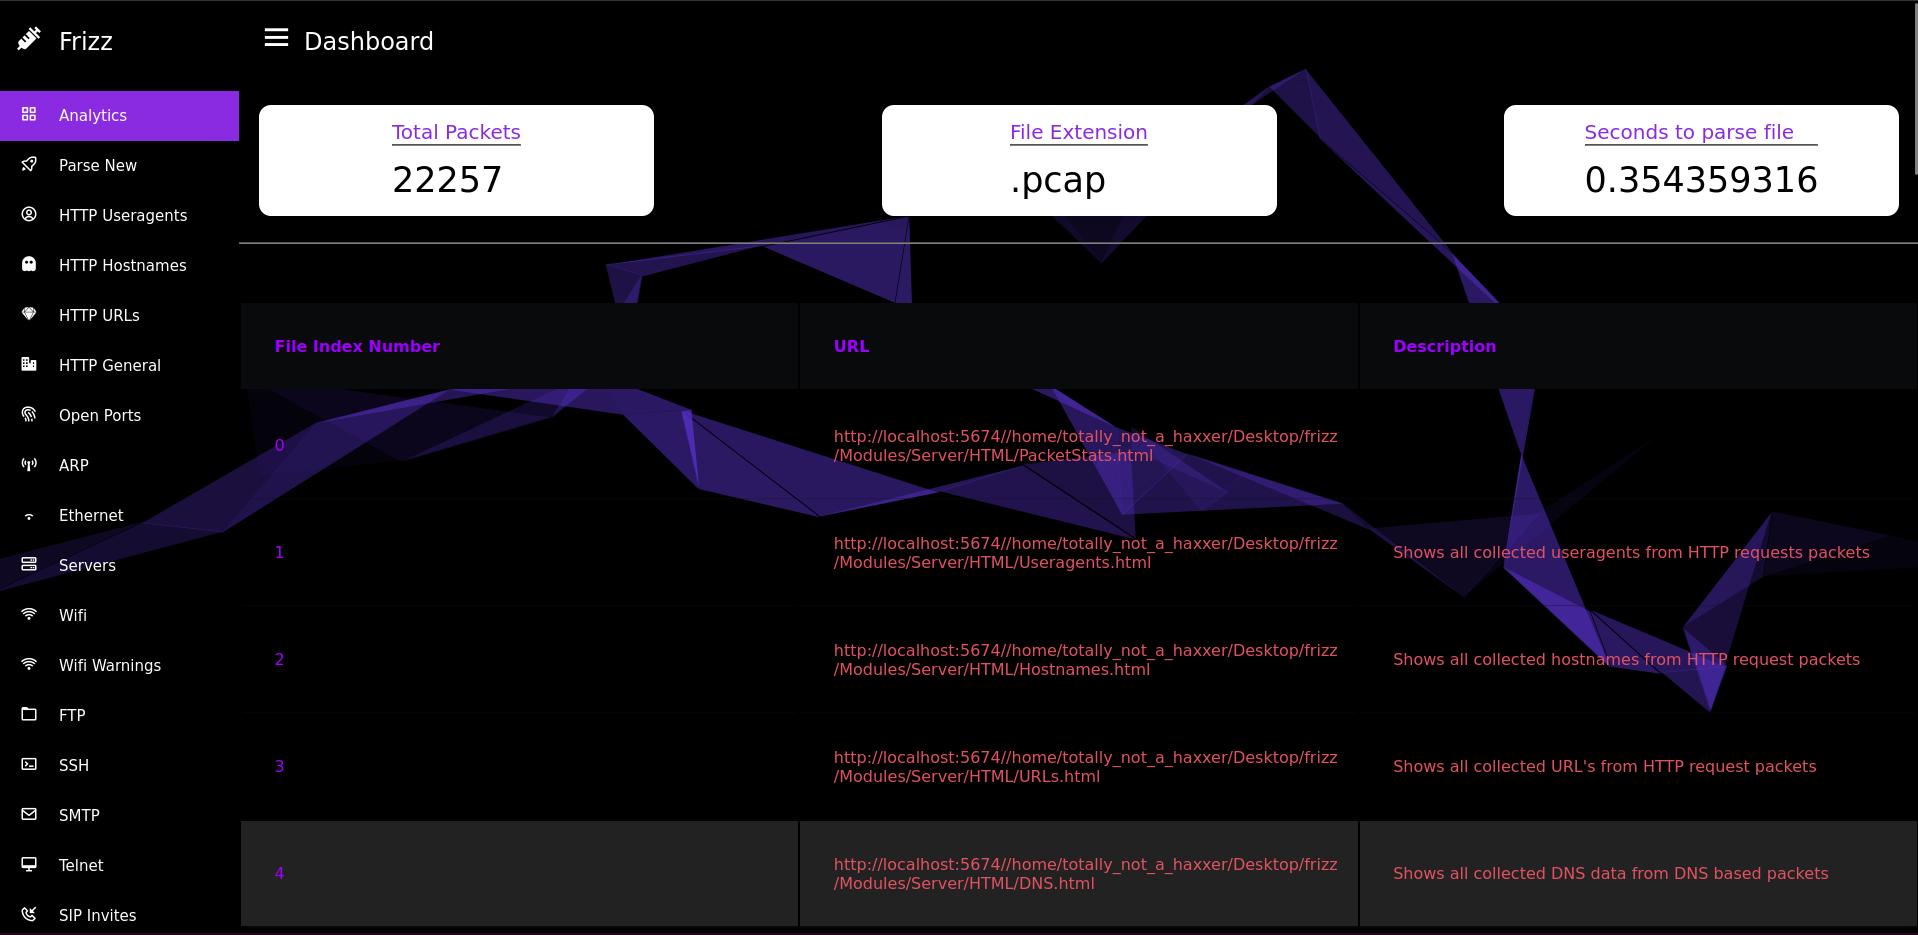 Frizz
Dashboard
Analytics
Parse New
HTTP Useragents
HTTP Hostnames
HTTP URLs
HTTP General
Open Ports
ARP
Ethernet
Servers
Wifi
Wifi Warnings
FTP
SSH
SMTP
Telnet
SIP Invites
Total Packets
22257
File Extension
.pcap
Seconds to parse file
0.354359316
File Index Number
URL
Description
0
http://localhost:5674//home/totally_not_a_haxxer/Desktop/frizz
/Modules/Server/HTML/PacketStats.html
1
http://localhost:5674//home/totally_not_a_haxxer/Desktop/frizz
/Modules/Server/HTML/Useragents.html
Shows all collected useragents from HTTP requests packets
2
http://localhost:5674//home/totally_not_a_haxxer/Desktop/frizz
/Modules/Server/HTML/Hostnames.html
Shows all collected hostnames from HTTP request packets
3
http://localhost:5674//home/totally_not_a_haxxer/Desktop/frizz
/Modules/Server/HTML/URLs.html
Shows all collected URL's from HTTP request packets
4
http://localhost:5674//home/totally_not_a_haxxer/Desktop/frizz
/Modules/Server/HTML/DNS.html
Shows all collected DNS data from DNS based packets